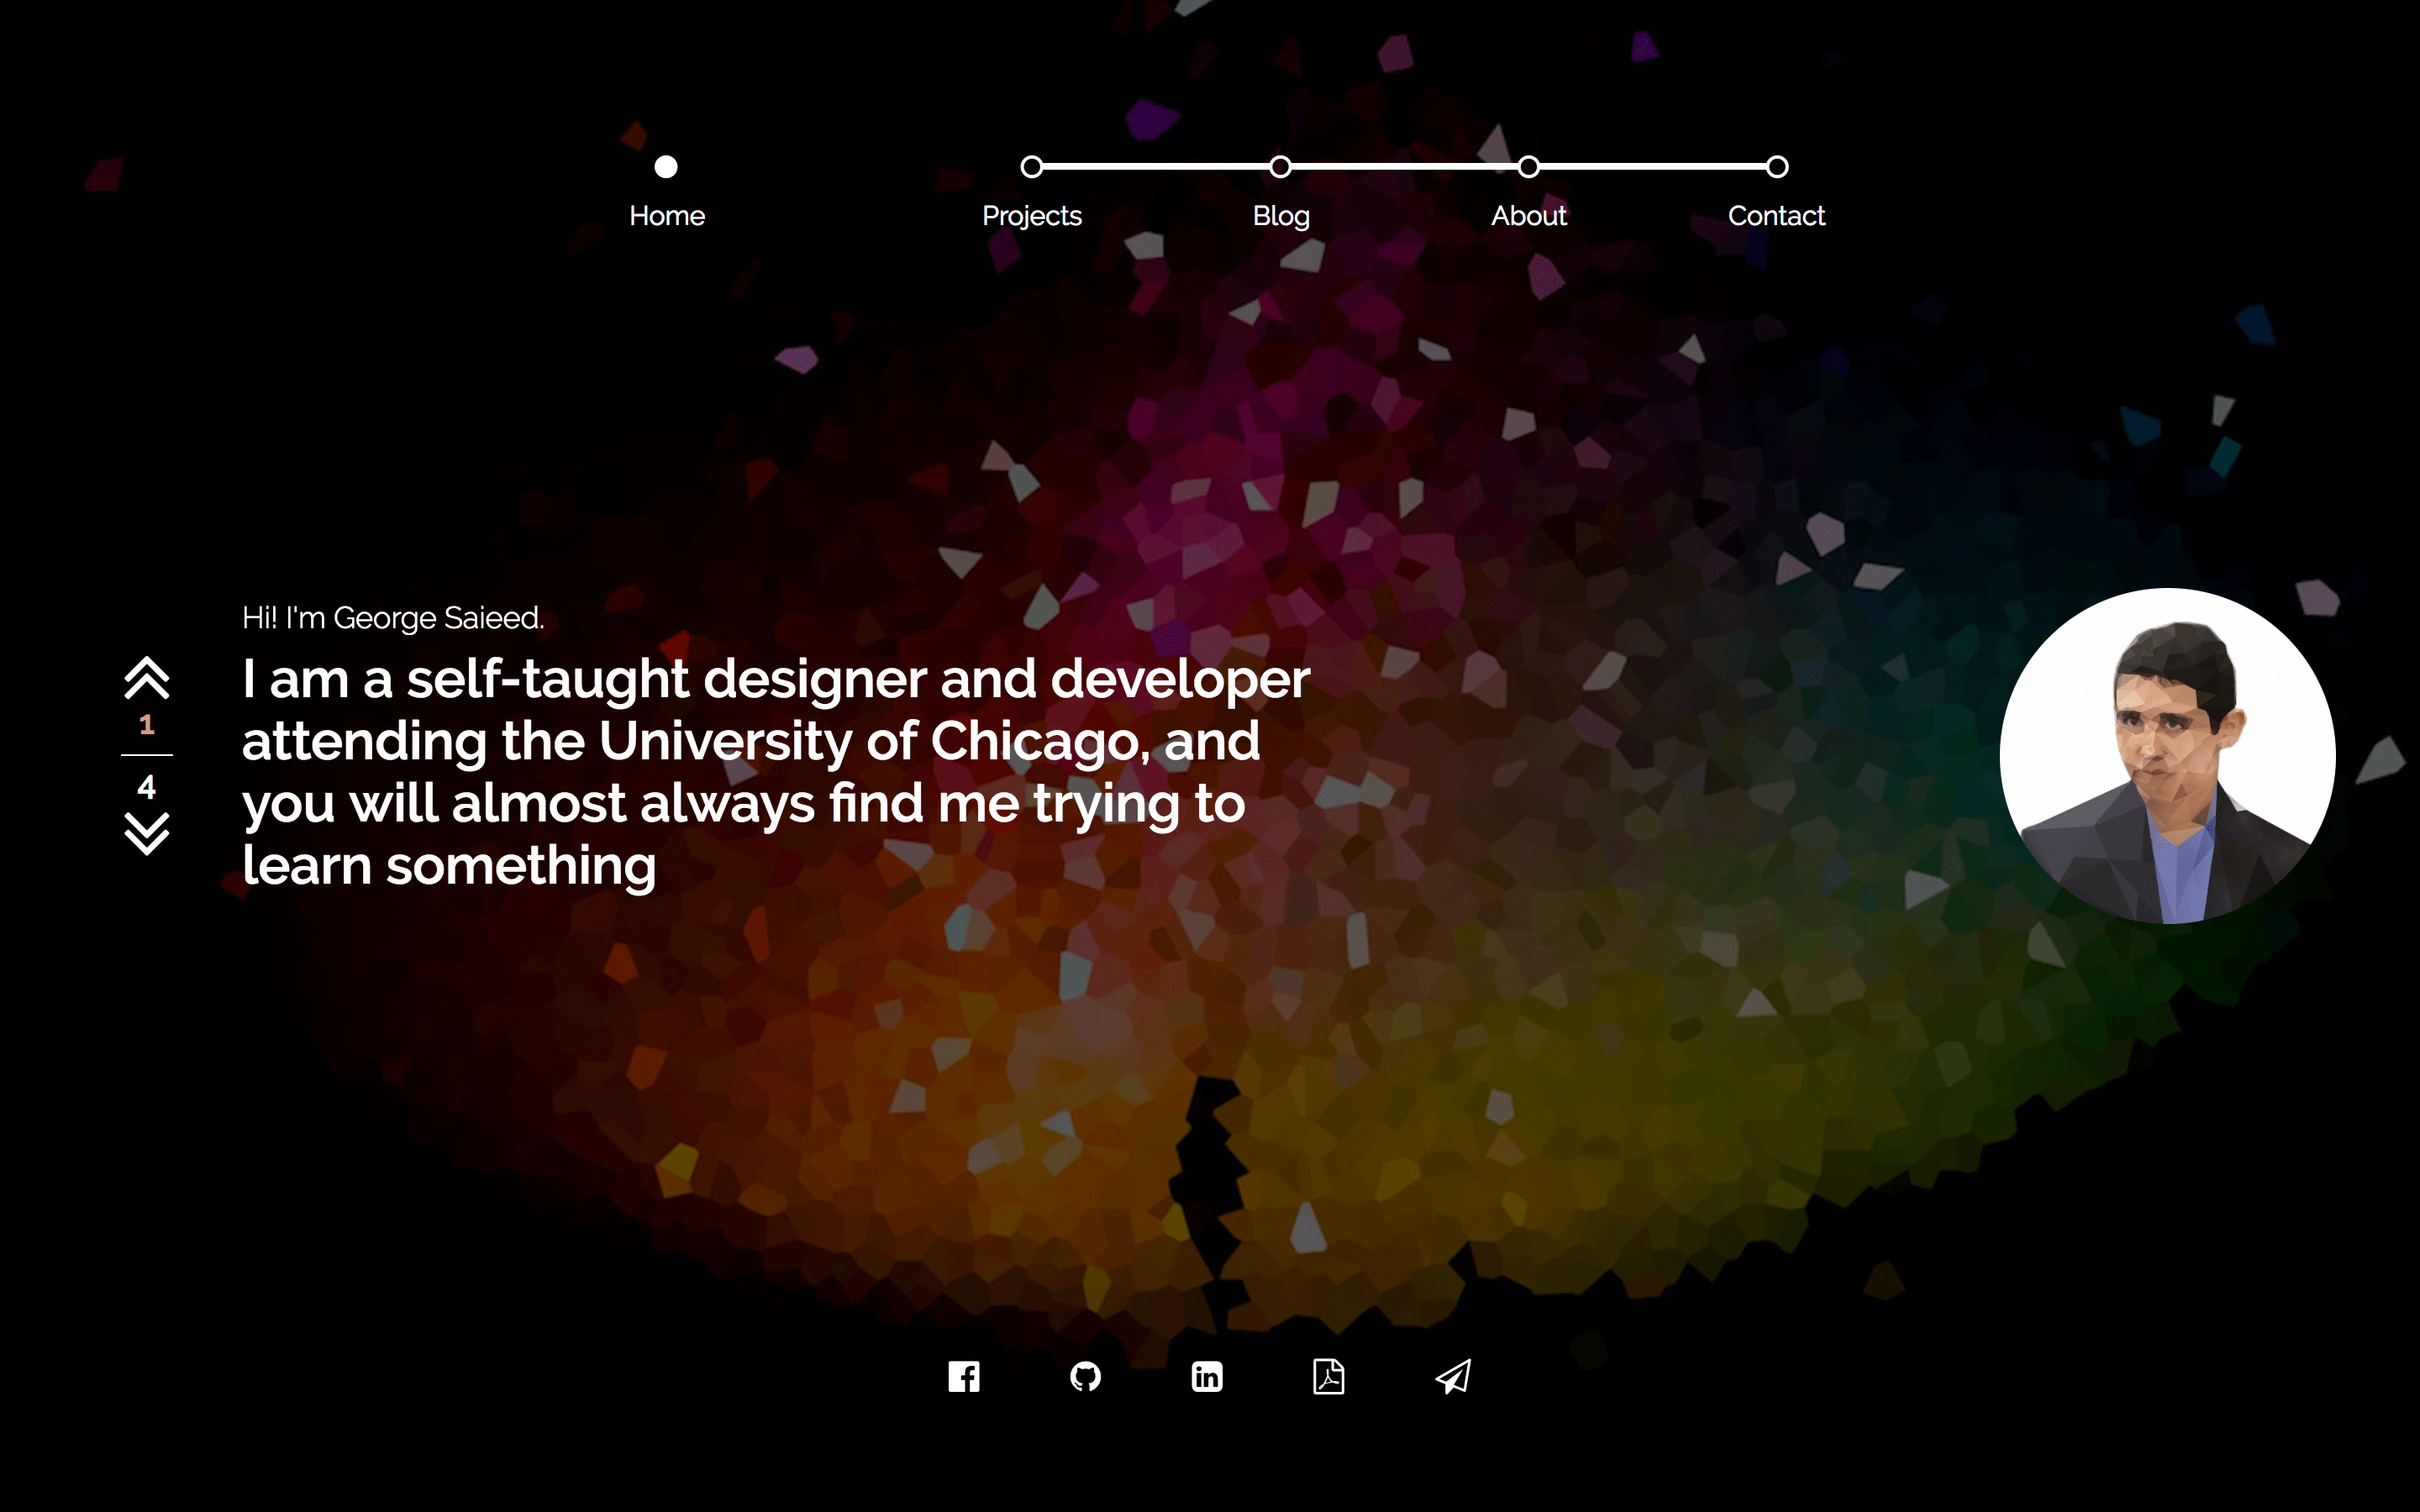 Home Projects Blog About Contact
Hi! I'm George Saieed.
I am a self-taught designer and developer
attending the University of Chicago, and
you will almost always find me trying to
learn something
1
4